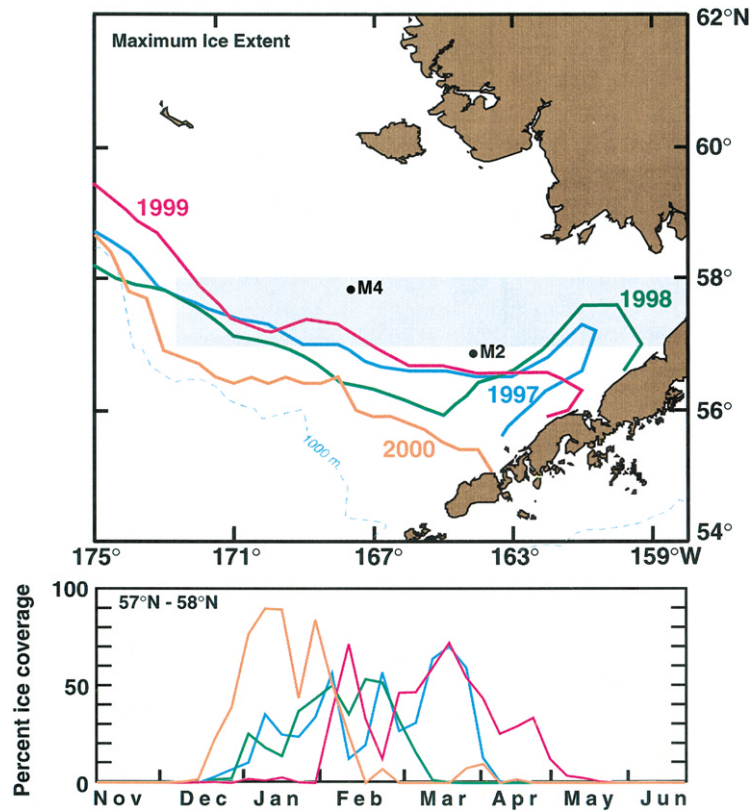 Maximum Ice Extent
62°N
60°
1999
58°
M4
1998
M2
1997
56°
2000
1000 m.
54°
175° 171° 167° 163° 159°W
Percent ice coverage
100
50
0
57°N - 58°N
Nov Dec Jan Feb Mar Apr May Jun